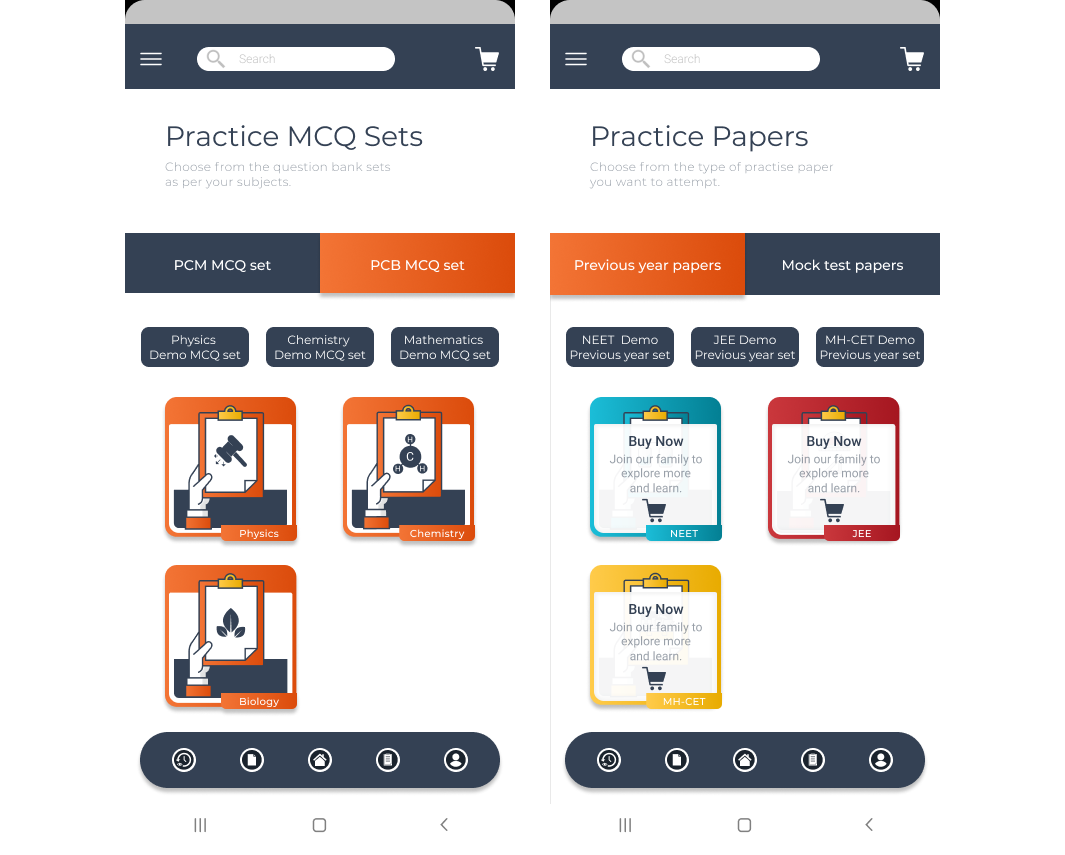 Search
Practice MCQ Sets
Choose from the question bank sets
as per your subjects.
PCM MCQ set
PCB MCQ set
Physics
Demo MCQ set
Chemistry
Demo MCQ set
Mathematics
Demo MCQ set
Physics
H
C
H
H
Chemistry
Biology
Search
Practice Papers
Choose from the type of practise paper
you want to attempt.
Previous year papers
Mock test papers
NEET Demo
Previous year set
JEE Demo
Previous year set
MH-CET Demo
Previous year set
Buy Now
Join our family to
explore more
and learn.
NEET
Buy Now
Join our family to
explore more
and learn.
JEE
Buy Now
Join our family to
explore more
and learn.
MH-CET